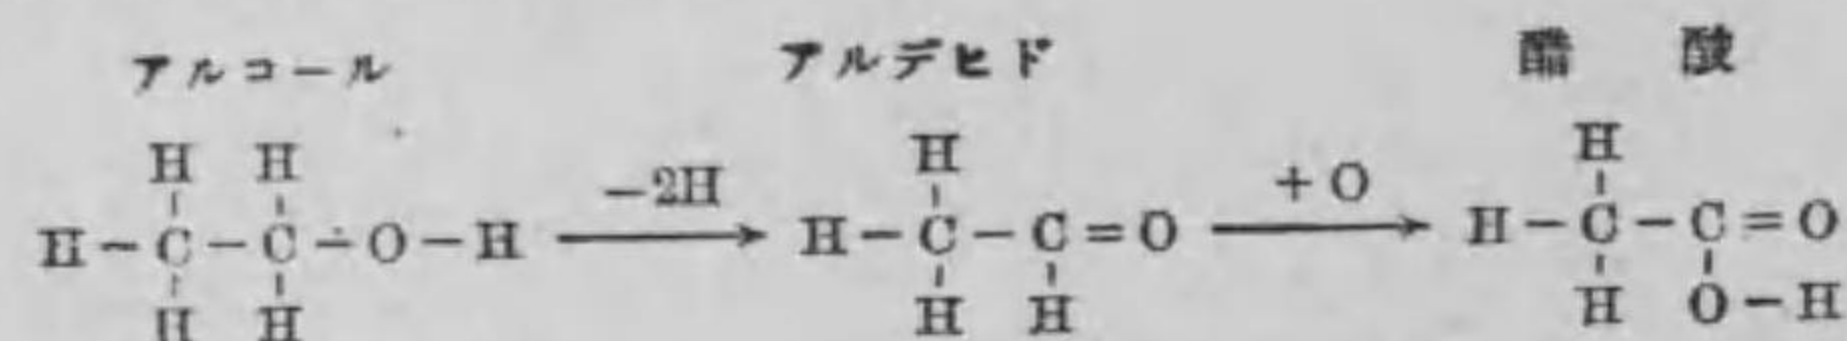 アルコール アルデヒド 醋酸
H H H H
−2H +O
H−C−C−O−H H−C−C=O H−C−C=O
H H H H H O−H